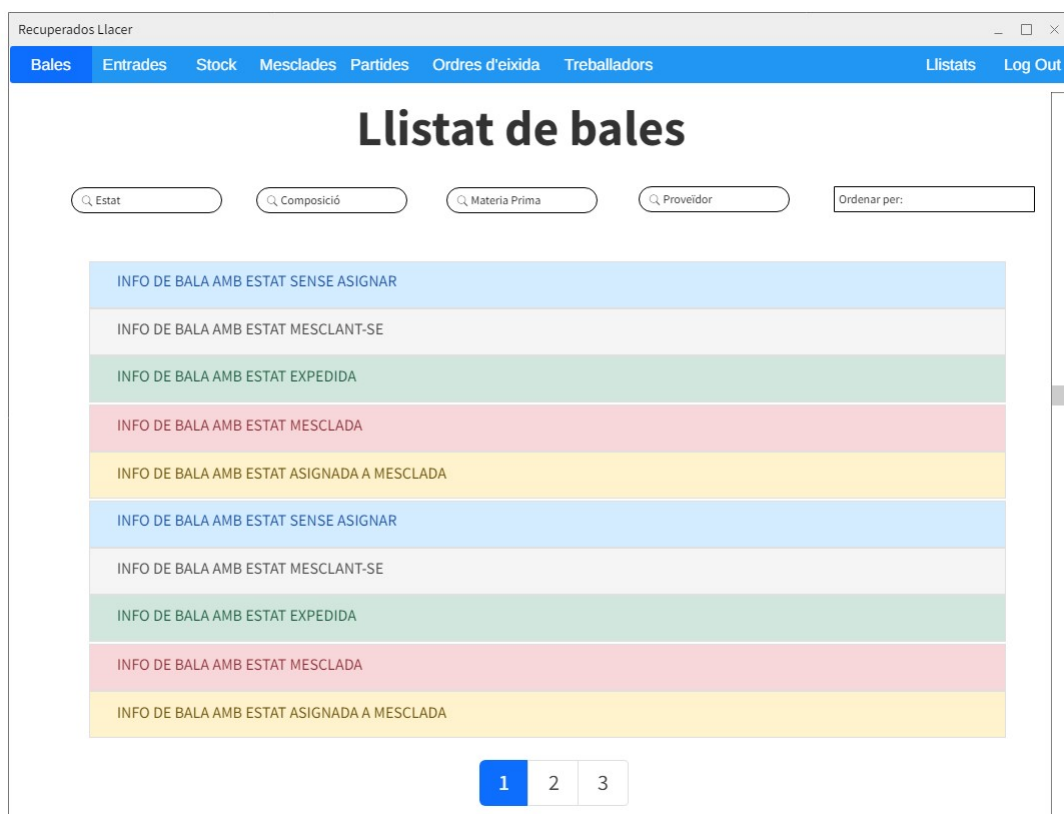 Recuperados Llacer
Bales Entrades Stock Mesclades Partides Ordres d'eixida Treballadors Llistats Log Out
Llistat de bales
Estat Composició Materia Prima Proveïdor Ordenar per:
INFO DE BALA AMB ESTAT SENSE ASIGNAR
INFO DE BALA AMB ESTAT MESCLANT-SE
INFO DE BALA AMB ESTAT EXPEDIDA
INFO DE BALA AMB ESTAT MESCLADA
INFO DE BALA AMB ESTAT ASIGNADA A MESCLADA
INFO DE BALA AMB ESTAT SENSE ASIGNAR
INFO DE BALA AMB ESTAT MESCLANT-SE
INFO DE BALA AMB ESTAT EXPEDIDA
INFO DE BALA AMB ESTAT MESCLADA
INFO DE BALA AMB ESTAT ASIGNADA A MESCLADA
1 2 3